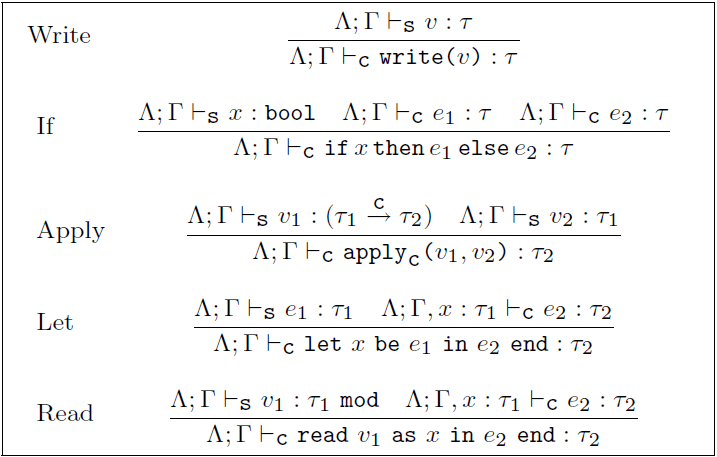 Write Λ; Γ ⊢S v : τ
Λ; Γ ⊢C write(v) : τ
If Λ; Γ ⊢S x : bool Λ; Γ ⊢C e1 : τ Λ; Γ ⊢C e2 : τ
Λ; Γ ⊢C if x then e1 else e2 : τ
Apply Λ; Γ ⊢S v1 : (τ1 C→ τ2) Λ; Γ ⊢S v2 : τ1
Λ; Γ ⊢C applyC(v1, v2) : τ2
Let Λ; Γ ⊢S e1 : τ1 Λ; Γ, x : τ1 ⊢C e2 : τ2
Λ; Γ ⊢C let x be e1 in e2 end : τ2
Read Λ; Γ ⊢S v1 : τ1 mod Λ; Γ, x : τ1 ⊢C e2 : τ2
Λ; Γ ⊢C read v1 as x in e2 end : τ2